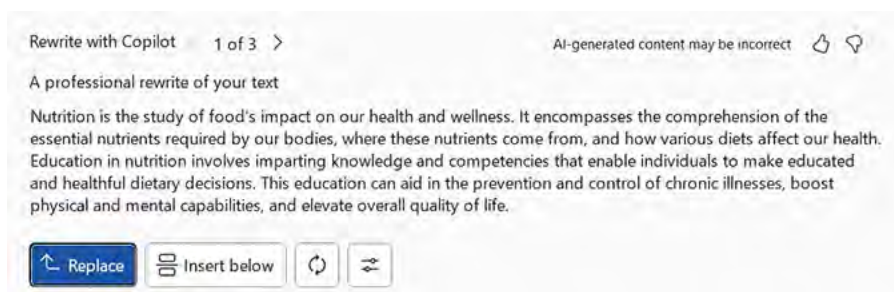 Rewrite with Copilot 1 of 3 >
AI-generated content may be incorrect
A professional rewrite of your text
Nutrition is the study of food's impact on our health and wellness. It encompasses the comprehension of the
essential nutrients required by our bodies, where these nutrients come from, and how various diets affect our health.
Education in nutrition involves imparting knowledge and competencies that enable individuals to make educated
and healthful dietary decisions. This education can aid in the prevention and control of chronic illnesses, boost
physical and mental capabilities, and elevate overall quality of life.
Replace
Insert below